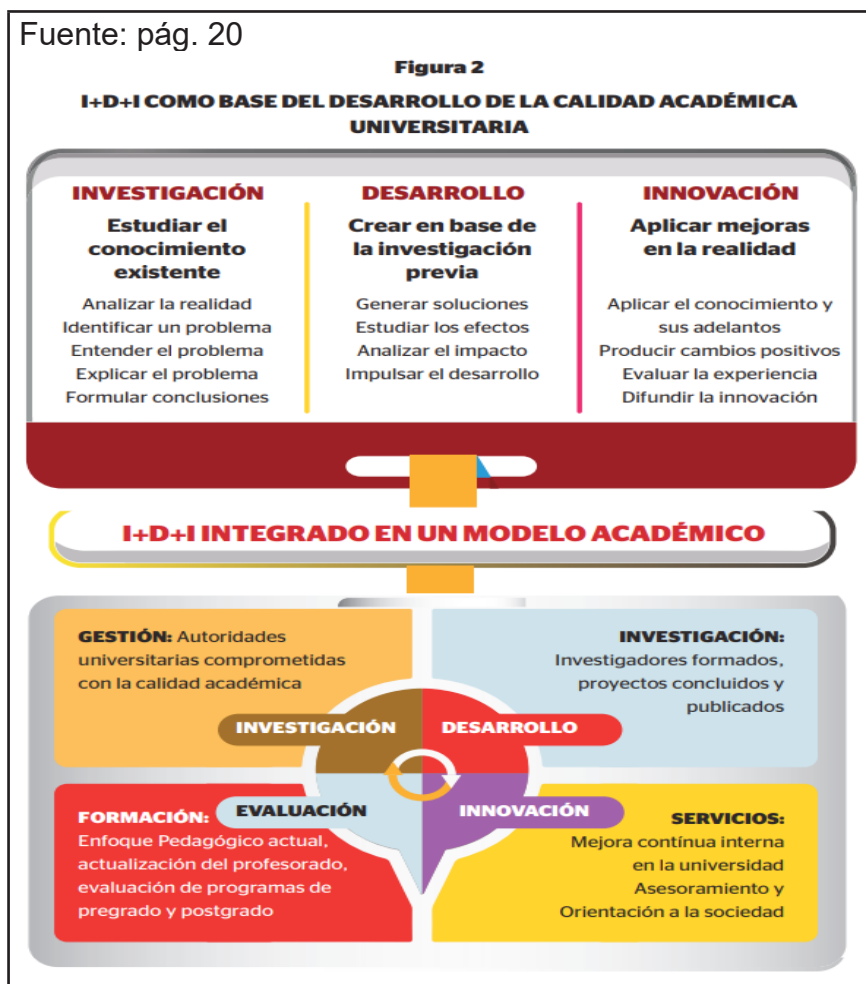 Fuente: pág. 20
Figura 2
I+D+I COMO BASE DEL DESARROLLO DE LA CALIDAD ACADÉMICA
UNIVERSITARIA
INVESTIGACIÓN
Estudiar el
conocimiento
existente
Analizar la realidad
Identificar un problema
Entender el problema
Explicar el problema
Formular conclusiones
DESARROLLO
Crear en base de
la investigación
previa
Generar soluciones
Estudiar los efectos
Analizar el impacto
Impulsar el desarrollo
INNOVACIÓN
Aplicar mejoras
en la realidad
Aplicar el conocimiento y
sus adelantos
Producir cambios positivos
Evaluar la experiencia
Difundir la innovación
I+D+I INTEGRADO EN UN MODELO ACADÉMICO
GESTIÓN: Autoridades
universitarias comprometidas
con la calidad académica
INVESTIGACIÓN:
Investigadores formados,
proyectos concluidos y
publicados
INVESTIGACIÓN
DESARROLLO
EVALUACIÓN
INNOVACIÓN
FORMACIÓN:
Enfoque Pedagógico actual,
actualización del profesorado,
evaluación de programas de
pregrado y postgrado
SERVICIOS:
Mejora contínua interna
en la universidad
Asesoramiento y
Orientación a la sociedad